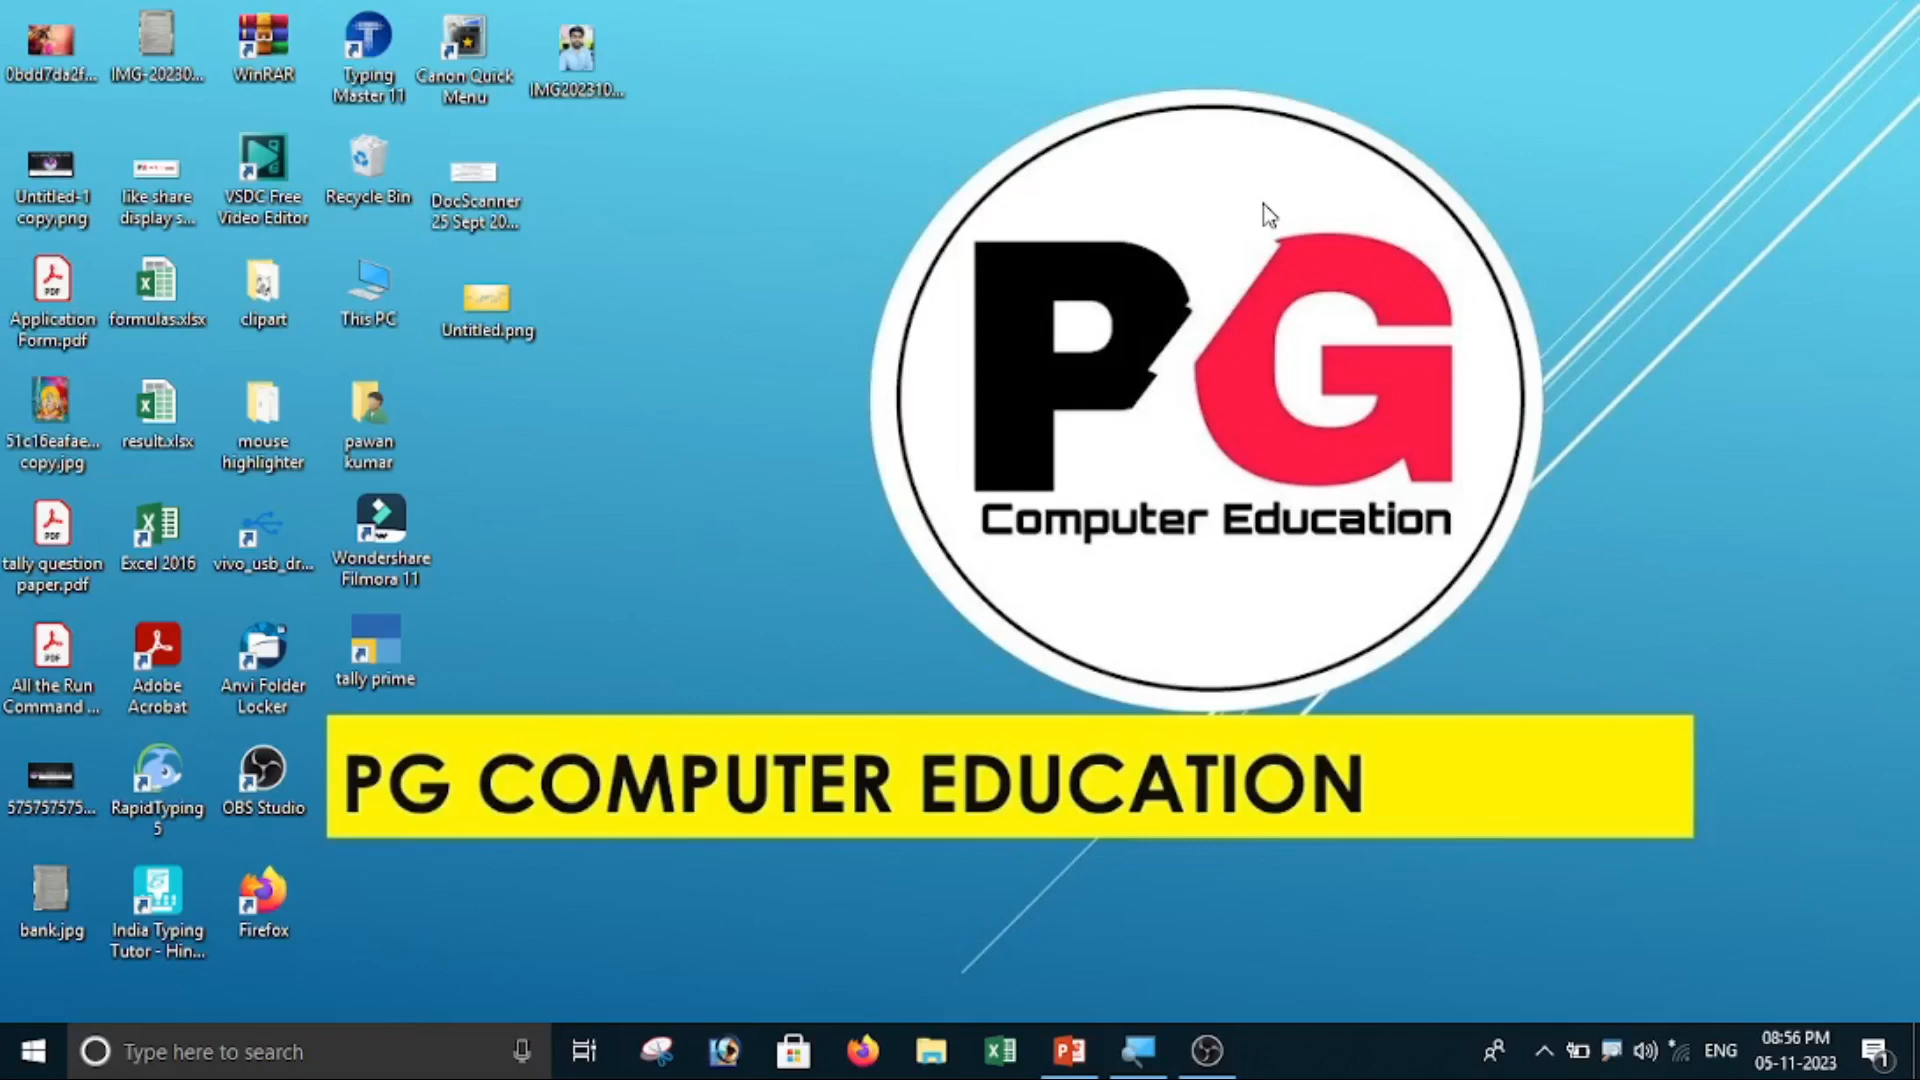 0bdd7da2f...
IMG-20230...
WinRAR
Typing
Master 11
Canon Quick
Menu
IMG202310...
Untitled-1
copy.png
like share
display s...
VSDC Free
Video Editor
Recycle Bin
DocScanner
25 Sept 20...
Application
Form.pdf
formulas.xlsx
clipart
This PC
Untitled.png
51c16eafae...
copy.jpg
result.xlsx
mouse
highlighter
pawan
kumar
tally question
paper.pdf
Excel 2016
vivo_usb_dr...
Wondershare
Filmora 11
All the Run
Command ...
Adobe
Acrobat
Anvi Folder
Locker
tally prime
575757575...
RapidTyping
5
OBS Studio
bank.jpg
India Typing
Tutor - Hin...
Firefox
PG
Computer Education
PG COMPUTER EDUCATION
Type here to search
ENG
08:56 PM
05-11-2023
1